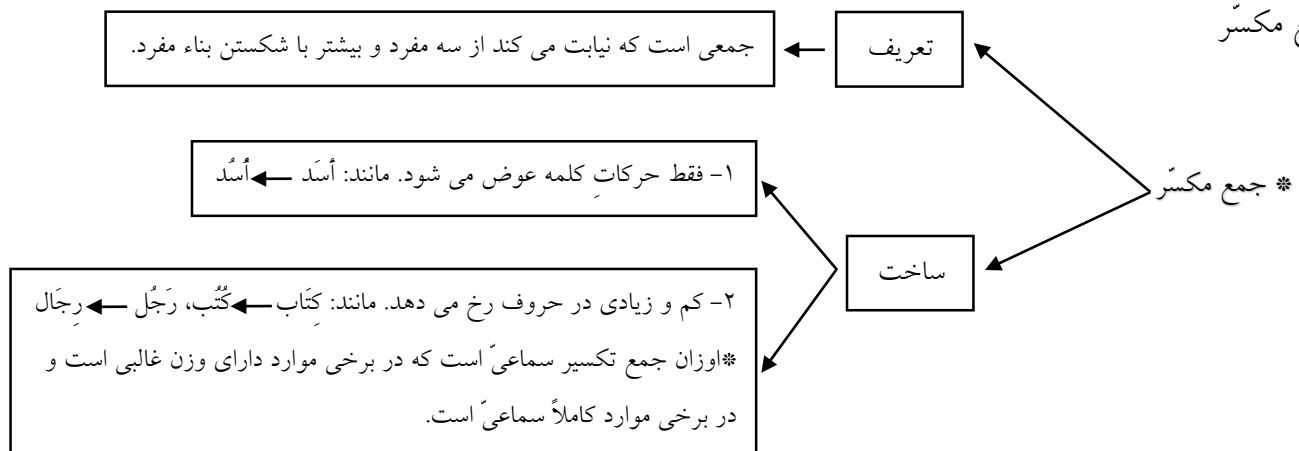 مکسّر
تعریف
جمعی است که نیابت می کند از سه مفرد و بیشتر با شکستن بناء مفرد.
* جمع مکسّر
۱- فقط حرکاتِ کلمه عوض می شود. مانند: أسَد ← أُسُد
ساخت
۲- کم و زیادی در حروف رخ می دهد. مانند: کِتَاب ← کُتُب، رَجُل ← رِجَال
*اوزان جمع تکسیر سماعیّ است که در برخی موارد دارای وزن غالبی است و
در برخی موارد کاملاً سماعیّ است.